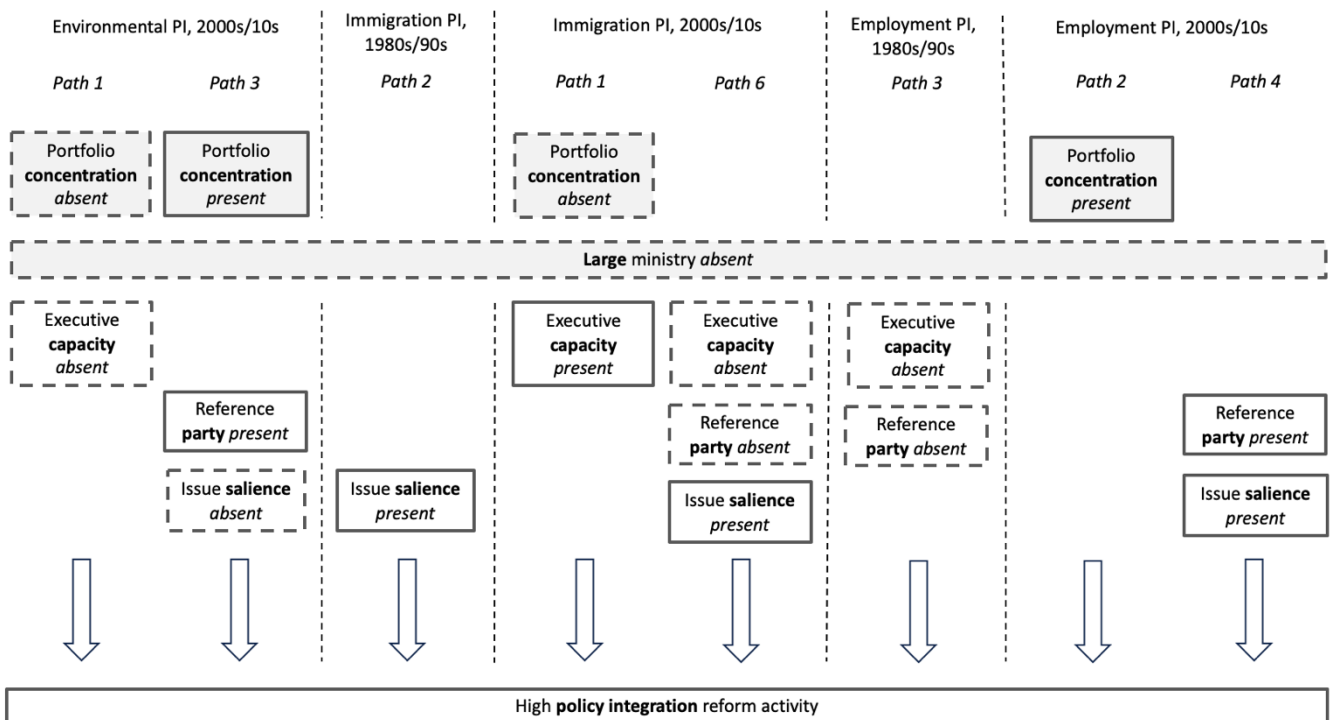 Environmental PI, 2000s/10s
Immigration PI,
1980s/90s
Immigration PI, 2000s/10s
Employment PI,
1980s/90s
Employment PI, 2000s/10s
Path 1
Path 3
Path 2
Path 1
Path 6
Path 3
Path 2
Path 4
Portfolio
concentration
absent
Portfolio
concentration
present
Portfolio
concentration
absent
Portfolio
concentration
present
Large ministry absent
Executive
capacity
absent
Executive
capacity
present
Executive
capacity
absent
Executive
capacity
absent
Reference
party present
Reference
party absent
Reference
party absent
Reference
party present
Issue salience
absent
Issue salience
present
Issue salience
present
Issue salience
present
High policy integration reform activity